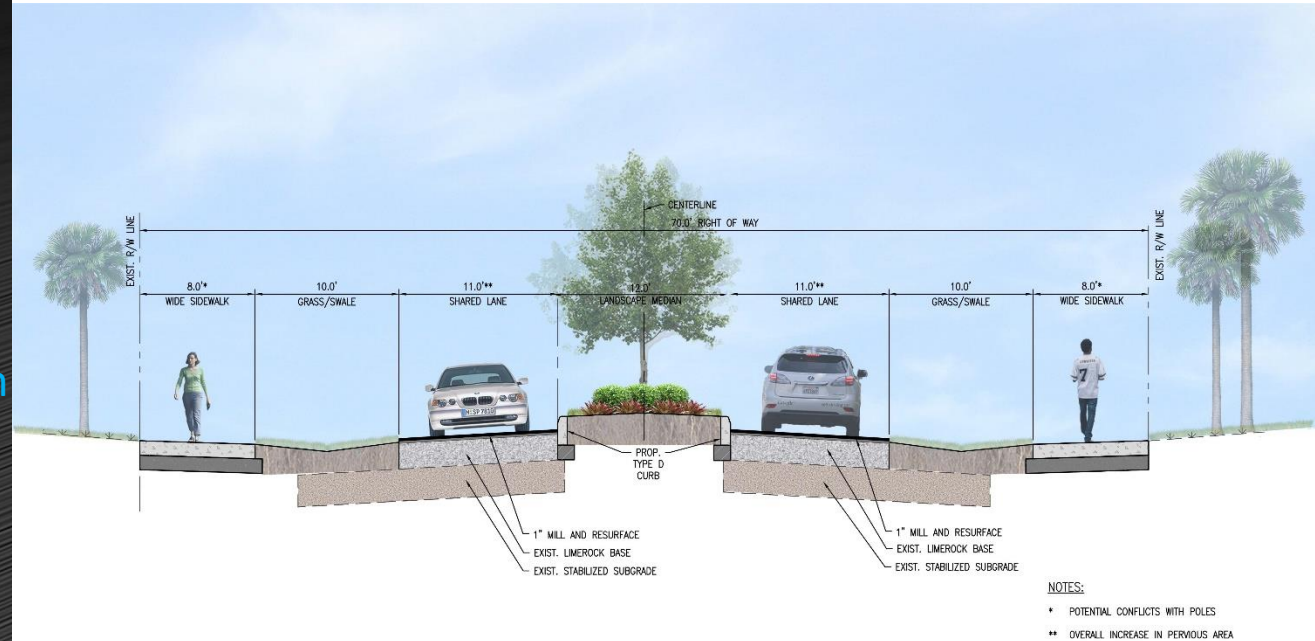 CENTERLINE
70.0' RIGHT OF WAY
EXIST. R/W LINE
EXIST. R/W LINE
8.0'*
WIDE SIDEWALK
10.0'
GRASS/SWALE
11.0'**
SHARED LANE
12.0'
LANDSCAPE MEDIAN
11.0'**
SHARED LANE
10.0'
GRASS/SWALE
8.0'*
WIDE SIDEWALK
7
PROP.
TYPE D
CURB
1" MILL AND RESURFACE
EXIST. LIMEROCK BASE
EXIST. STABILIZED SUBGRADE
1" MILL AND RESURFACE
EXIST. LIMEROCK BASE
EXIST. STABILIZED SUBGRADE
NOTES:
* POTENTIAL CONFLICTS WITH POLES
** OVERALL INCREASE IN PERVIOUS AREA